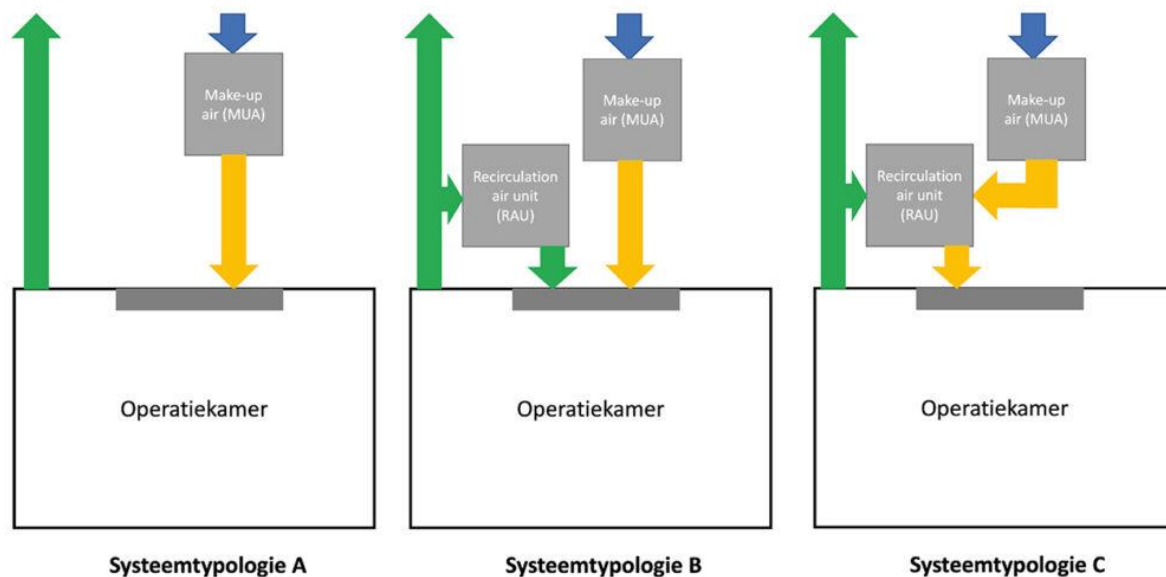 Make-up
air (MUA)
Operatiekamer
Systeemtypologie A
Make-up
air (MUA)
Recirculation
air unit
(RAU)
Operatiekamer
Systeemtypologie B
Make-up
air (MUA)
Recirculation
air unit
(RAU)
Operatiekamer
Systeemtypologie C